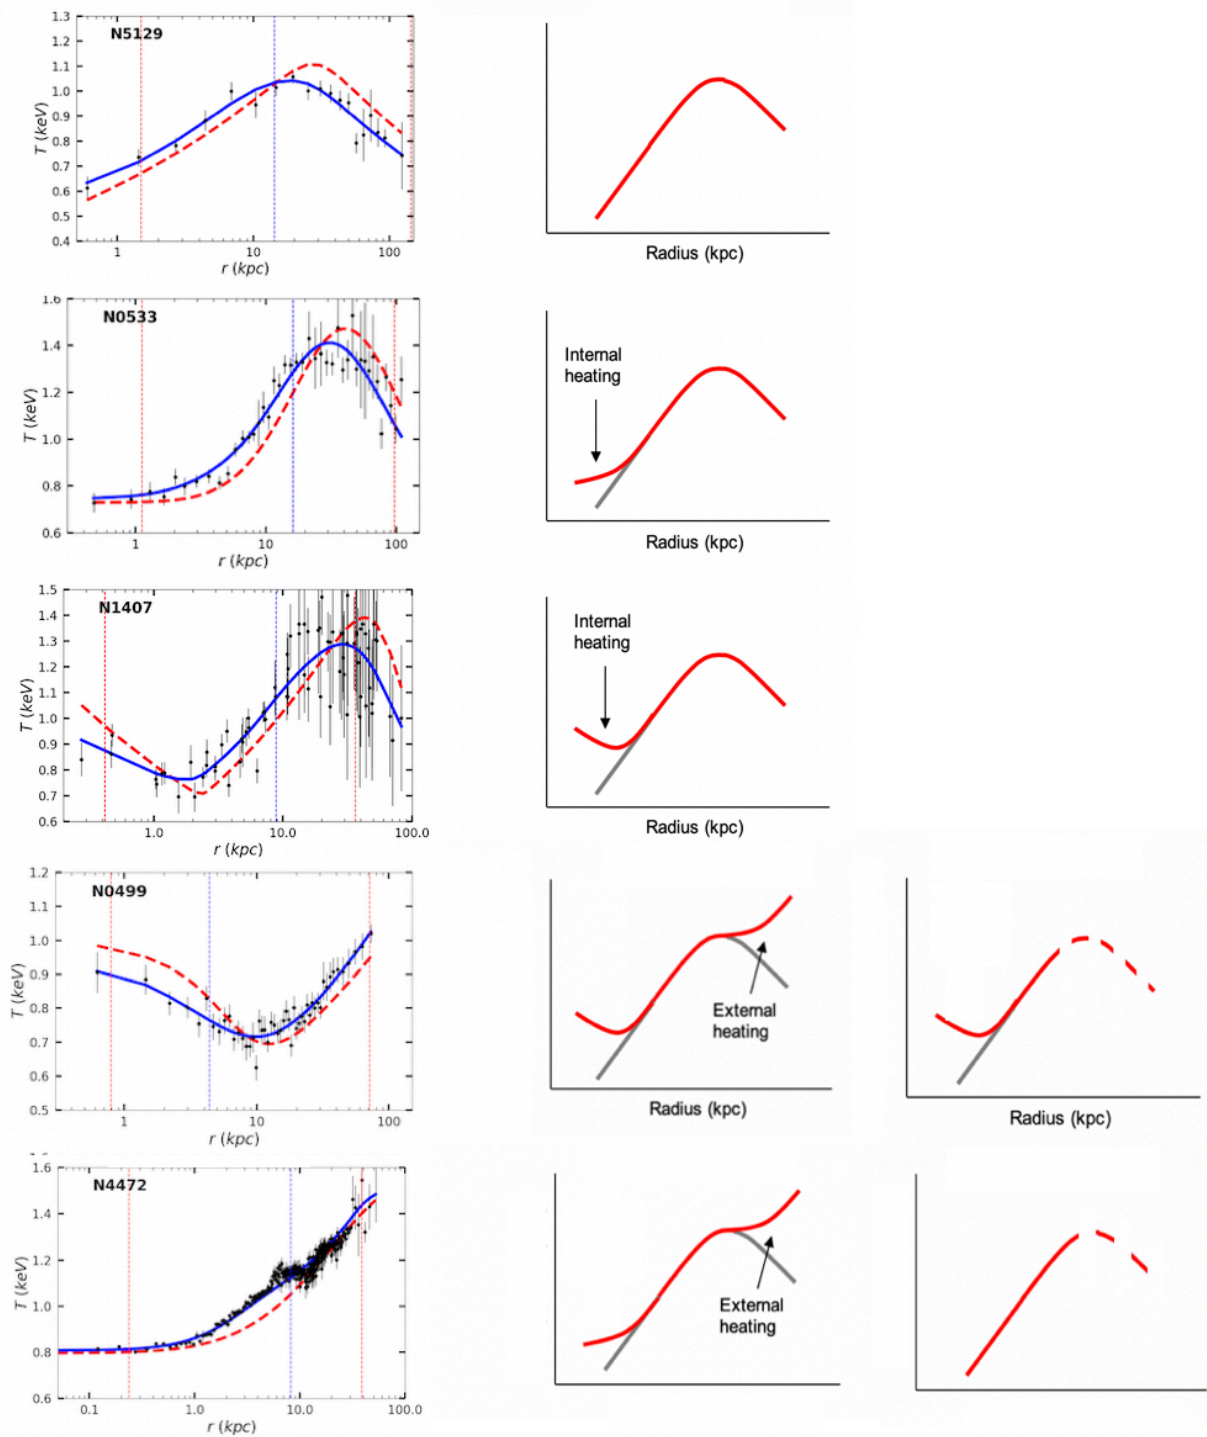 N5129
T (keV)
1.3
1.2
1.1
1.0
0.9
0.8
0.7
0.6
0.5
0.4
1
10
100
r (kpc)
Radius (kpc)
N0533
T (keV)
1.6
1.4
1.2
1.0
0.8
0.6
1
10
100
r (kpc)
Internal
heating
Radius (kpc)
N1407
T (keV)
1.5
1.4
1.3
1.2
1.1
1.0
0.9
0.8
0.7
0.6
1.0
10.0
100.0
r (kpc)
Internal
heating
Radius (kpc)
N0499
T (keV)
1.2
1.1
1.0
0.9
0.8
0.7
0.6
0.5
1
10
100
r (kpc)
External
heating
Radius (kpc)
Radius (kpc)
N4472
T (keV)
1.6
1.4
1.2
1.0
0.8
0.6
0.1
1.0
10.0
100.0
r (kpc)
External
heating